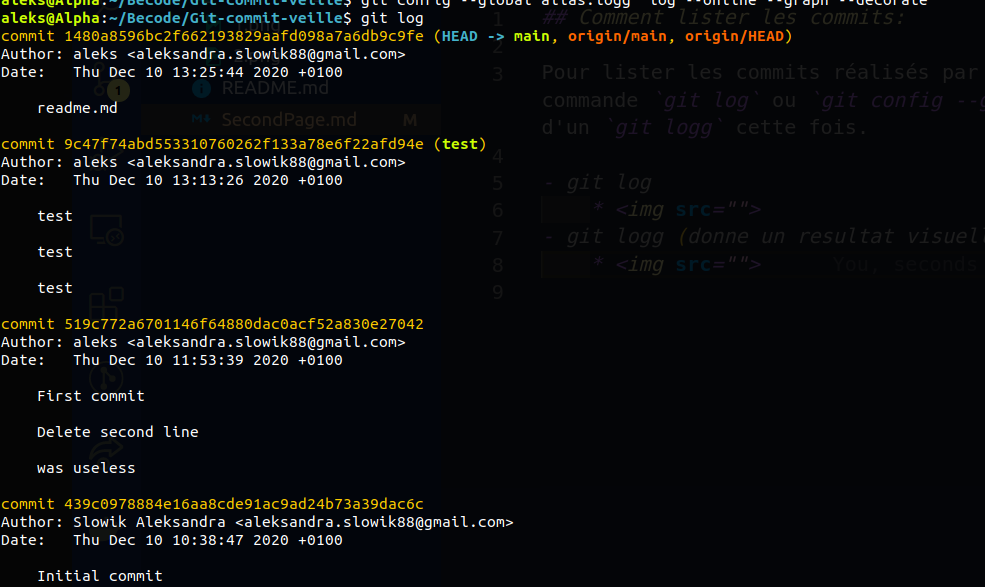 aleks@Alpha:~/Becode/Git-commit-veille$ git config --global alias.logg "log --online --graph --decorate
aleks@Alpha:~/Becode/Git-commit-veille$ git log
commit 1480a8596bc2f662193829aafd098a7a6db9c9fe (HEAD -> main, origin/main, origin/HEAD)
Author: aleks <aleksandra.slowik88@gmail.com>
Date:   Thu Dec 10 13:25:44 2020 +0100
readme.md
commit 9c47f74abd553310760262f133a78e6f22afd94e (test)
Author: aleks <aleksandra.slowik88@gmail.com>
Date:   Thu Dec 10 13:13:26 2020 +0100
test
test
test
commit 519c772a6701146f64880dac0acf52a830e27042
Author: aleks <aleksandra.slowik88@gmail.com>
Date:   Thu Dec 10 11:53:39 2020 +0100
First commit
Delete second line
was useless
commit 439c0978884e16aa8cde91ac9ad24b73a39dac6c
Author: Slowik Aleksandra <aleksandra.slowik88@gmail.com>
Date:   Thu Dec 10 10:38:47 2020 +0100
Initial commit
1
README.md
SecondPage.md M
1 ## Comment lister les commits:
2
3 Pour lister les commits réalisés par
commande `git log` ou `git config --
d'un `git logg` cette fois.
4
5 - git log
6 * <img src="">
7 - git logg (donne un resultat visuel
8 * <img src=""> You, seconds
9